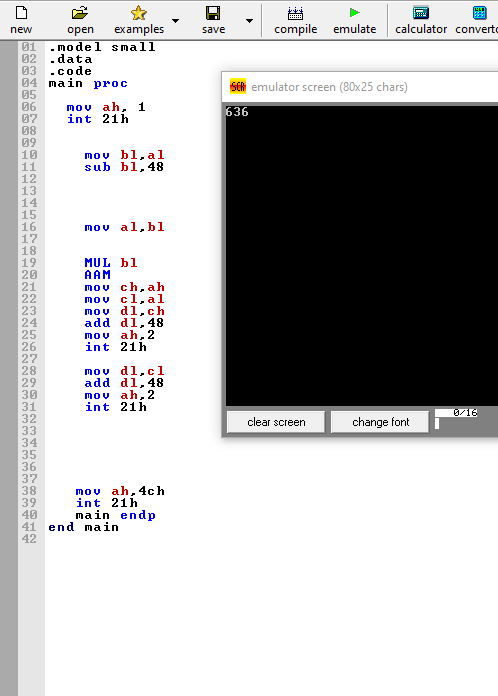 new open examples save compile emulate calculator
01 .model small
02 .data
03 .code
04 main proc
05
06 mov ah, 1
07 int 21h
08
09
10 mov bl,al
11 sub bl,48
12
13
14
15
16 mov al,bl
17
18
19 MUL bl
20 AAM
21 mov ch,ah
22 mov cl,al
23 mov dl,ch
24 add dl,48
25 mov ah,2
26 int 21h
27
28 mov dl,cl
29 add dl,48
30 mov ah,2
31 int 21h
32
33
34
35
36
37
38 mov ah,4ch
39 int 21h
40 main endp
41 end main
42
SCR emulator screen (80x25 chars)
636
clear screen change font 0/16